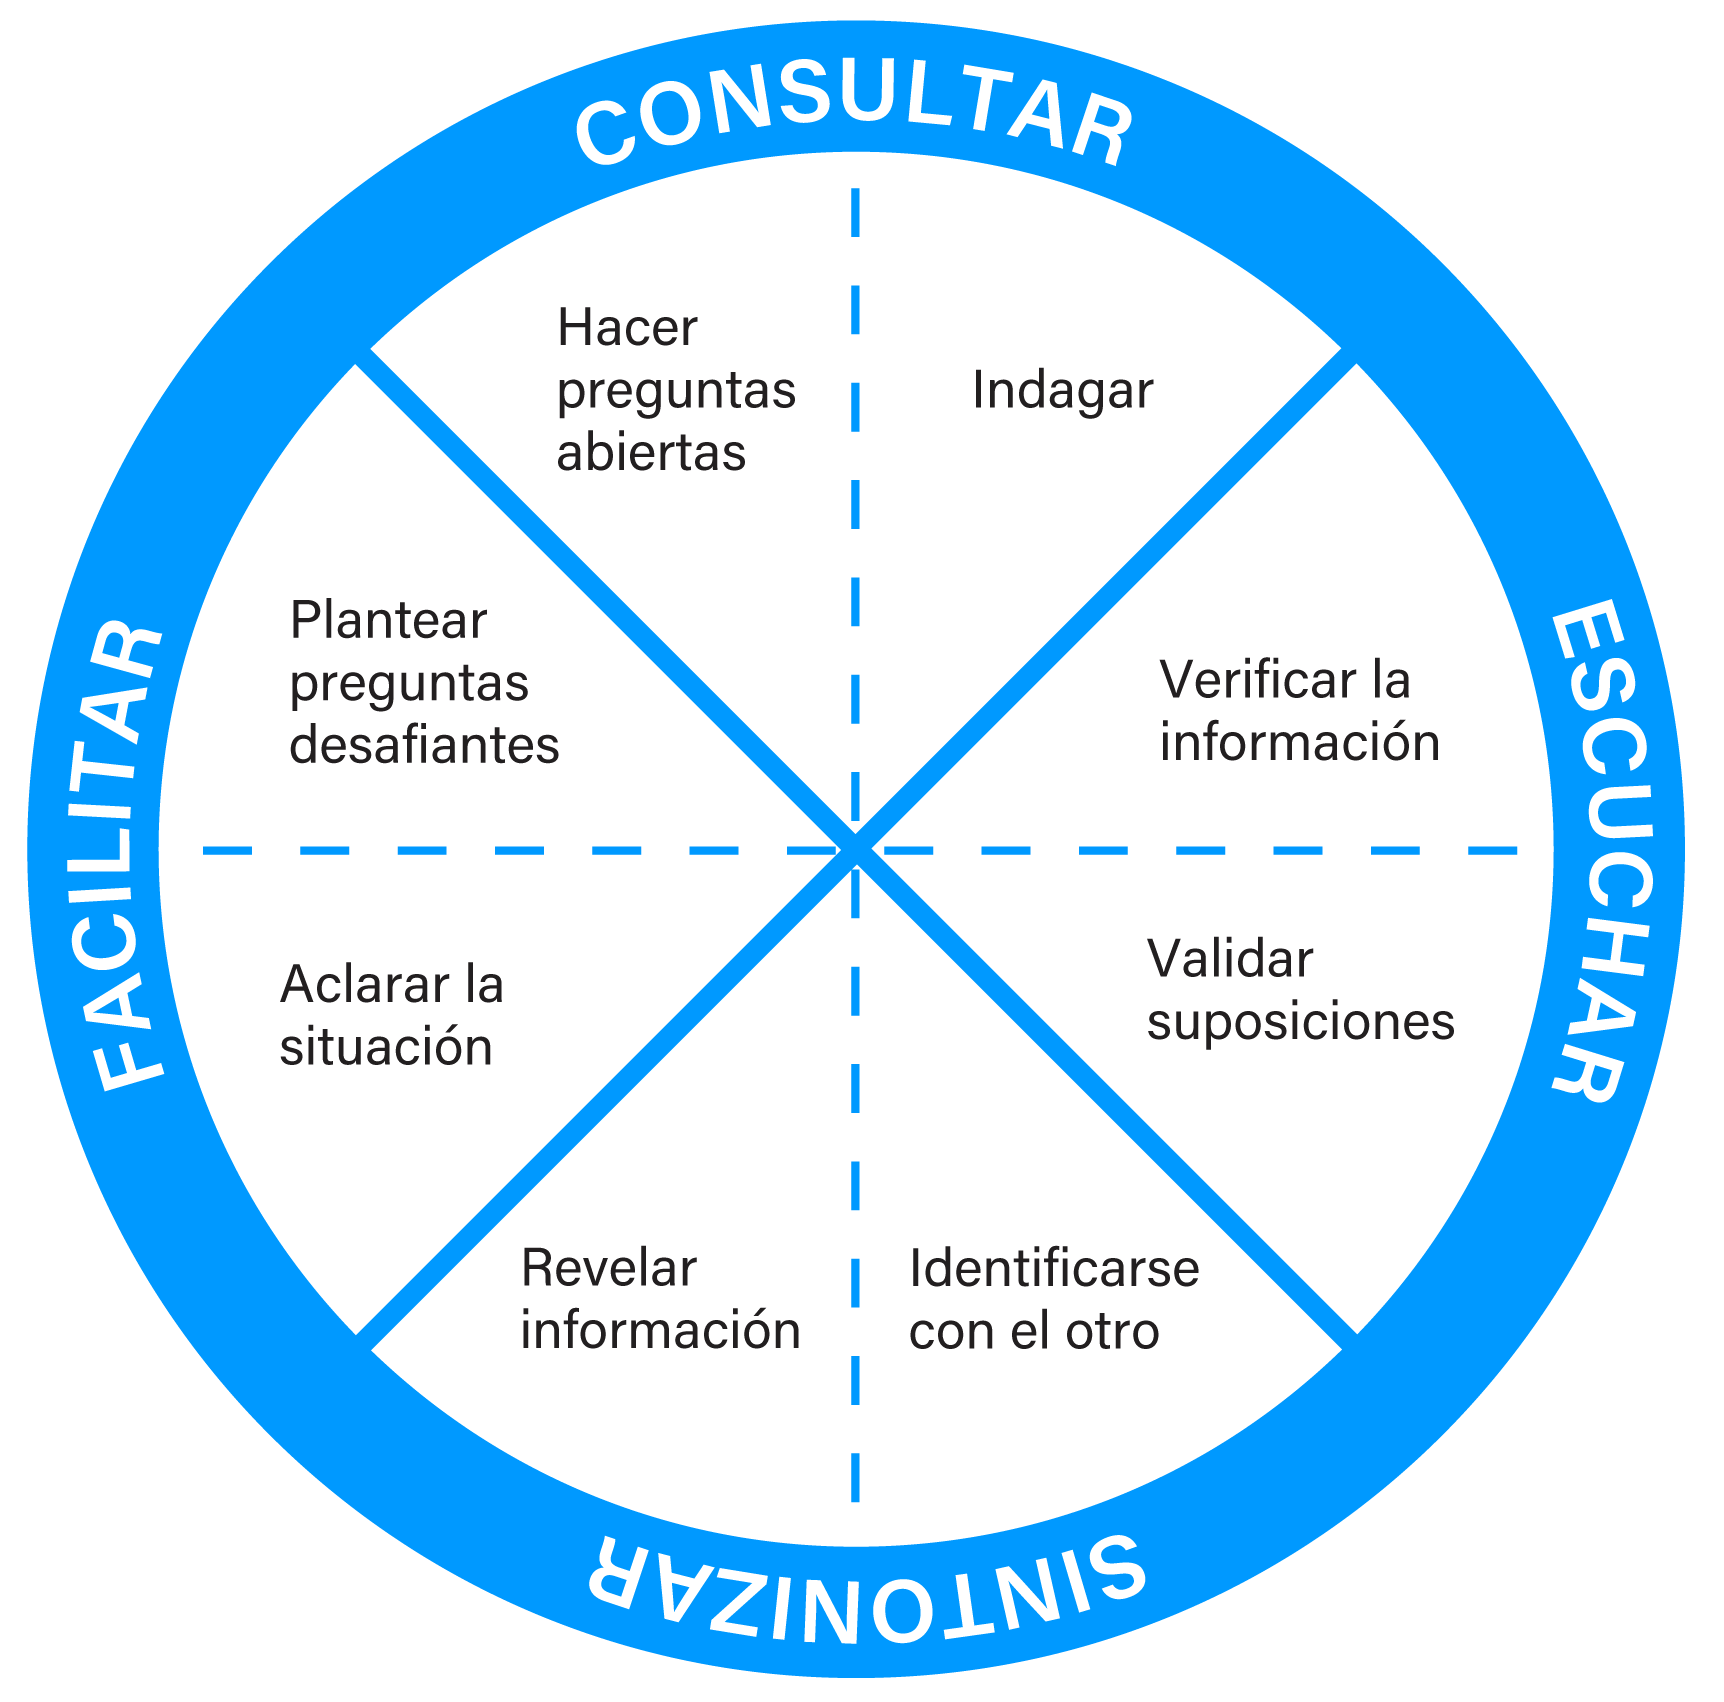 CONSULTAR
Hacer
preguntas
abiertas
Indagar
ESCUCHAR
Verificar la
información
Validar
suposiciones
SINTONIZAR
Identificarse
con el otro
Revelar
información
FACILITAR
Aclarar la
situación
Plantear
preguntas
desafiantes